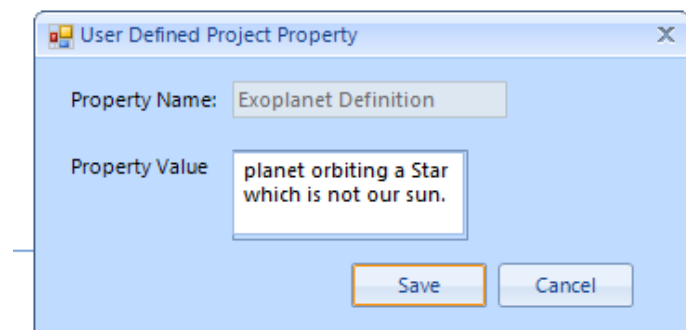 User Defined Project Property
Property Name: Exoplanet Definition
Property Value
planet orbiting a Star
which is not our sun.
Save Cancel